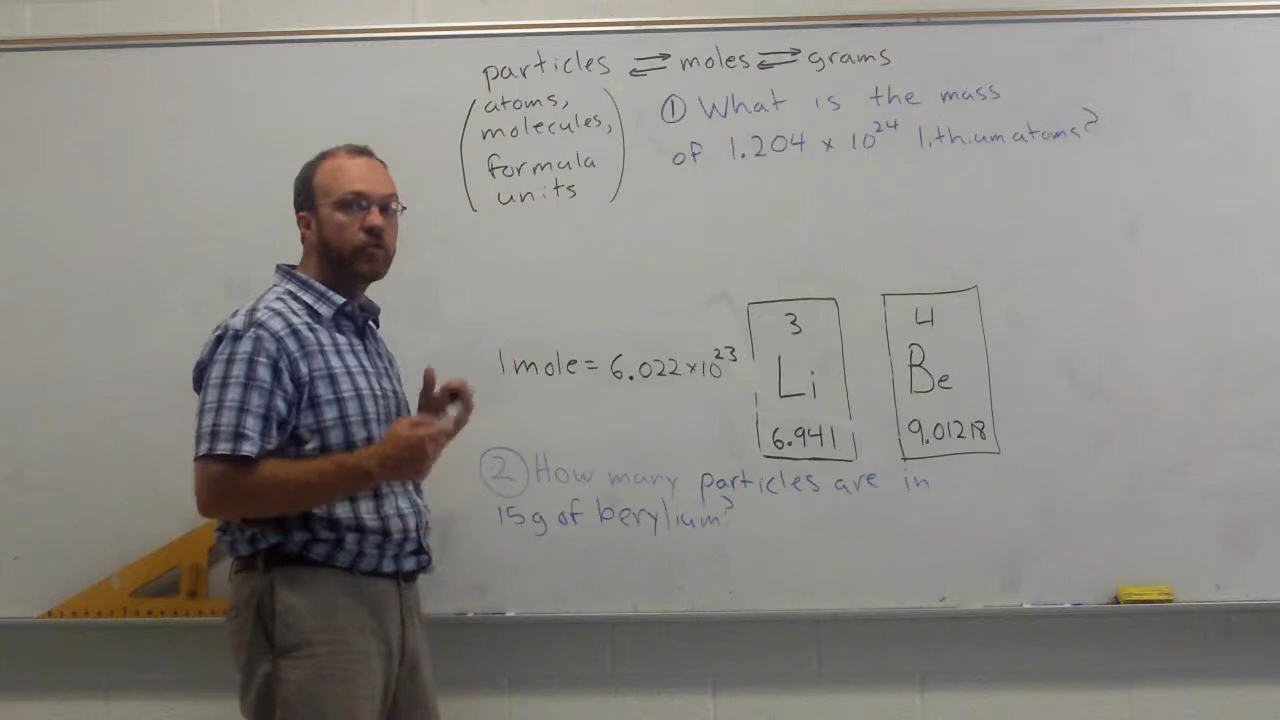 particles ⇌ moles ⇌ grams
(atoms,
molecules,
formula
units)
① What is the mass
of 1.204 × 10²⁴ lithium atoms?
1 mole = 6.022 × 10²³
3
Li
6.941
4
Be
9.01218
② How many particles are in
15g of berylium?